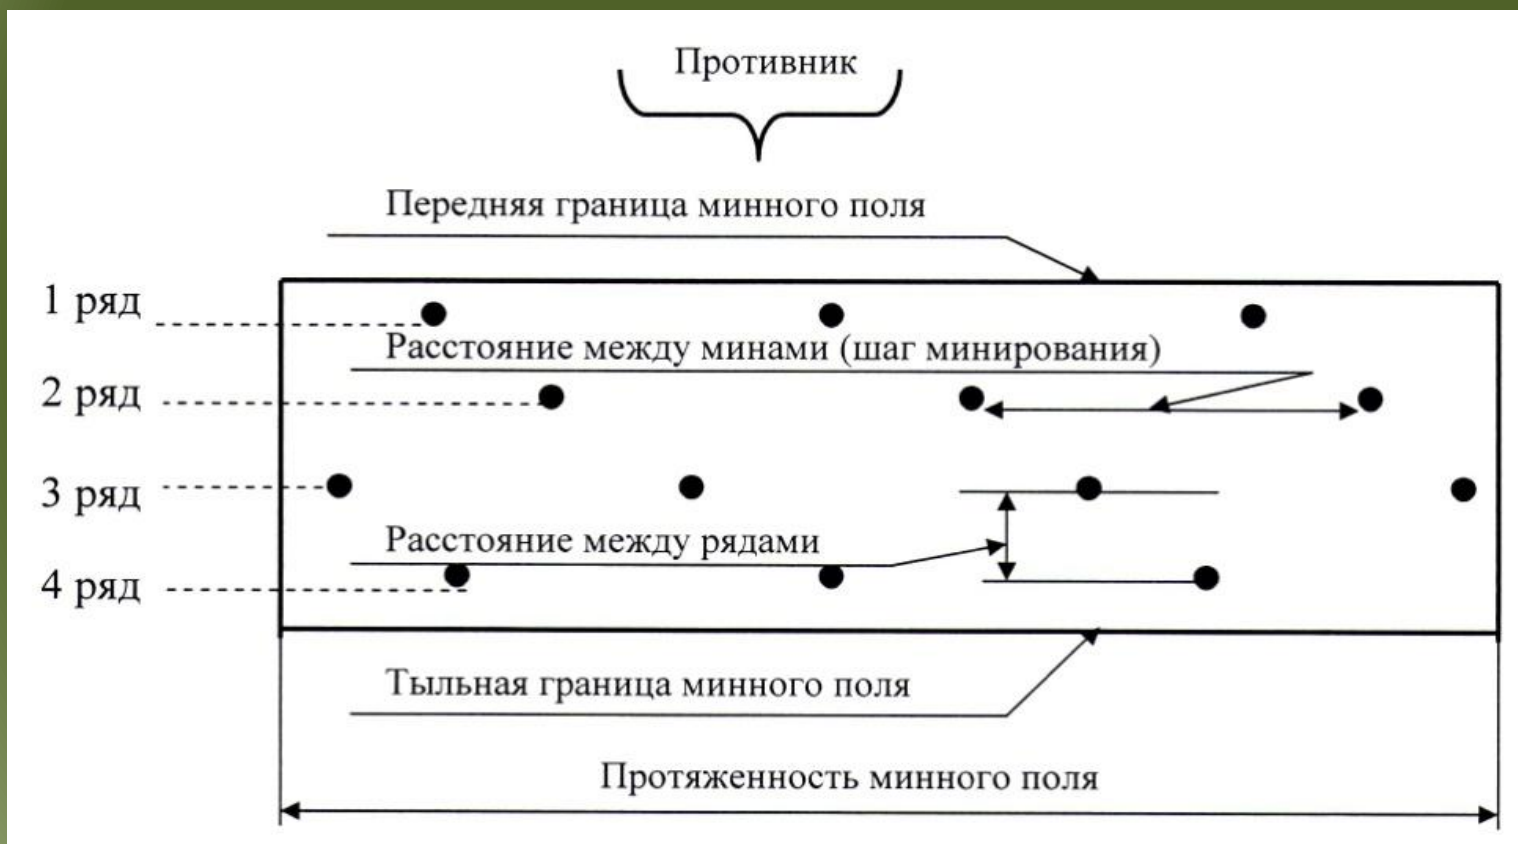 Противник
Передняя граница минного поля
1 ряд
Расстояние между минами (шаг минирования)
2 ряд
3 ряд
Расстояние между рядами
4 ряд
Тыльная граница минного поля
Протяженность минного поля